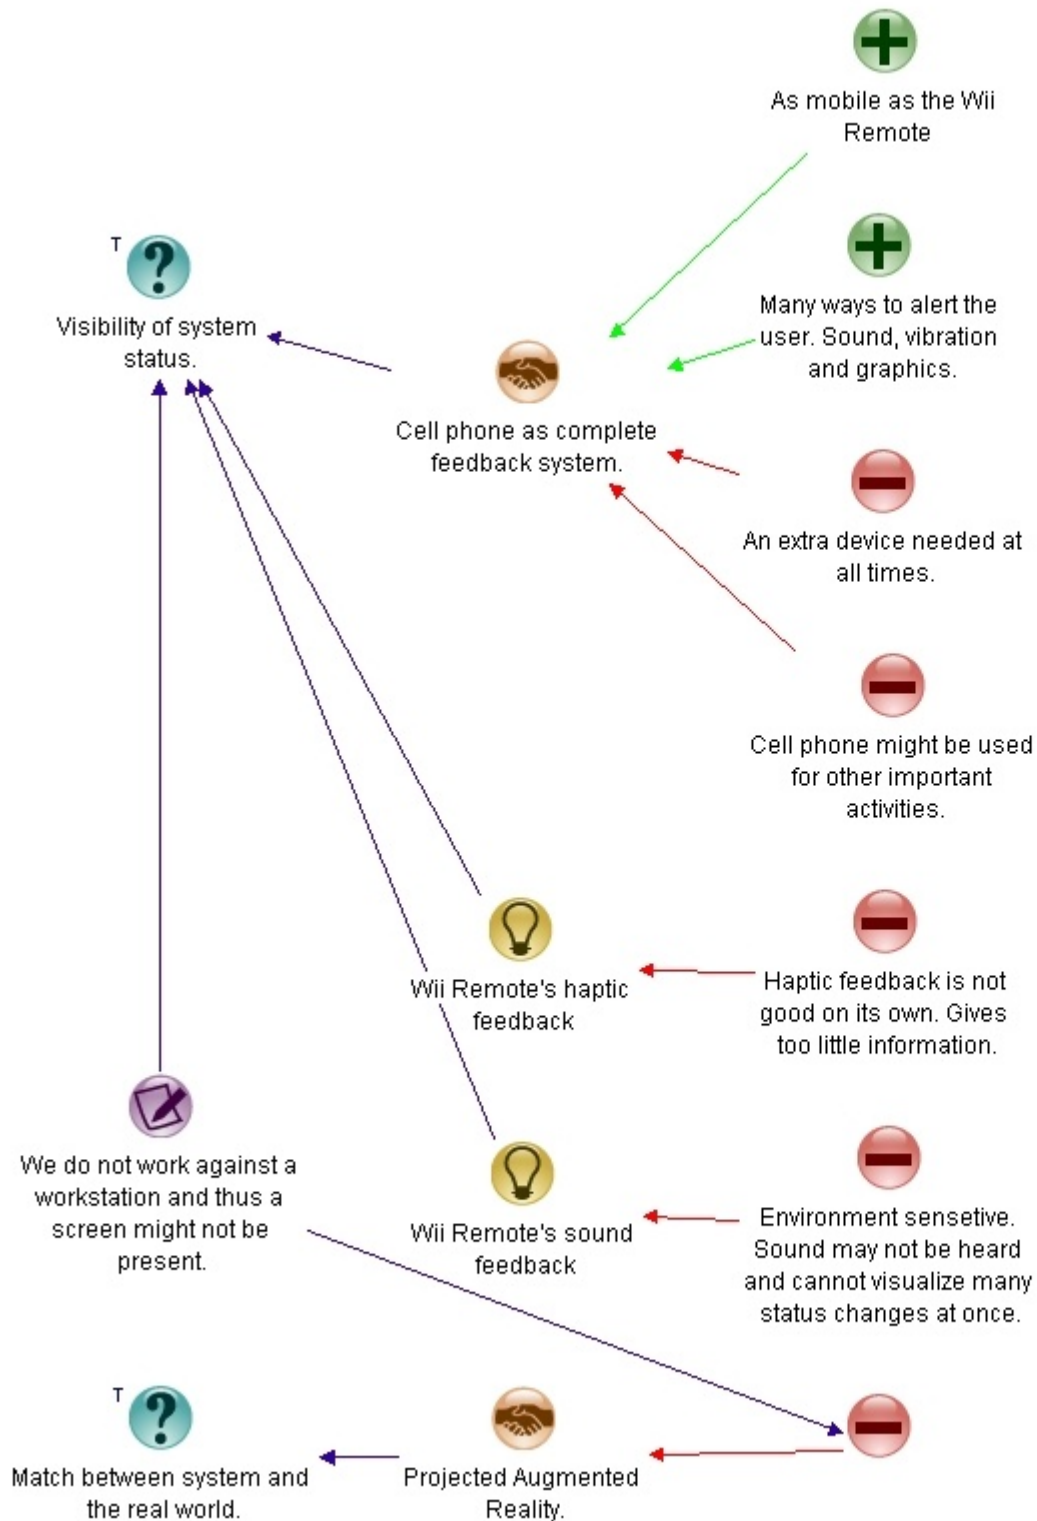 As mobile as the Wii
Remote
T
Visibility of system
status.
Many ways to alert the
user. Sound, vibration
and graphics.
Cell phone as complete
feedback system.
An extra device needed at
all times.
Cell phone might be used
for other important
activities.
Wii Remote's haptic
feedback
Haptic feedback is not
good on its own. Gives
too little information.
We do not work against a
workstation and thus a
screen might not be
present.
Wii Remote's sound
feedback
Environment sensetive.
Sound may not be heard
and cannot visualize many
status changes at once.
T
Match between system and
the real world.
Projected Augmented
Reality.